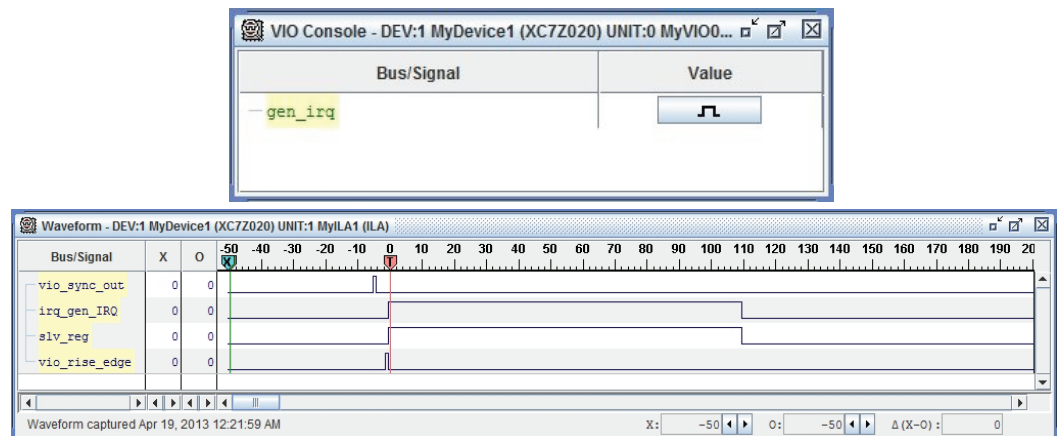 VIO Console - DEV:1 MyDevice1 (XC7Z020) UNIT:0 MyVIO0...
Bus/Signal Value
gen_irq
Waveform - DEV:1 MyDevice1 (XC7Z020) UNIT:1 MyILA1 (ILA)
Bus/Signal X O -50 -40 -30 -20 -10 0 10 20 30 40 50 60 70 80 90 100 110 120 130 140 150 160 170 180 190 20
X T
vio_sync_out 0 0
irq_gen_IRQ 0 0
slv_reg 0 0
vio_rise_edge 0 0
Waveform captured Apr 19, 2013 12:21:59 AM X: -50 O: -50 Δ(X-O): 0